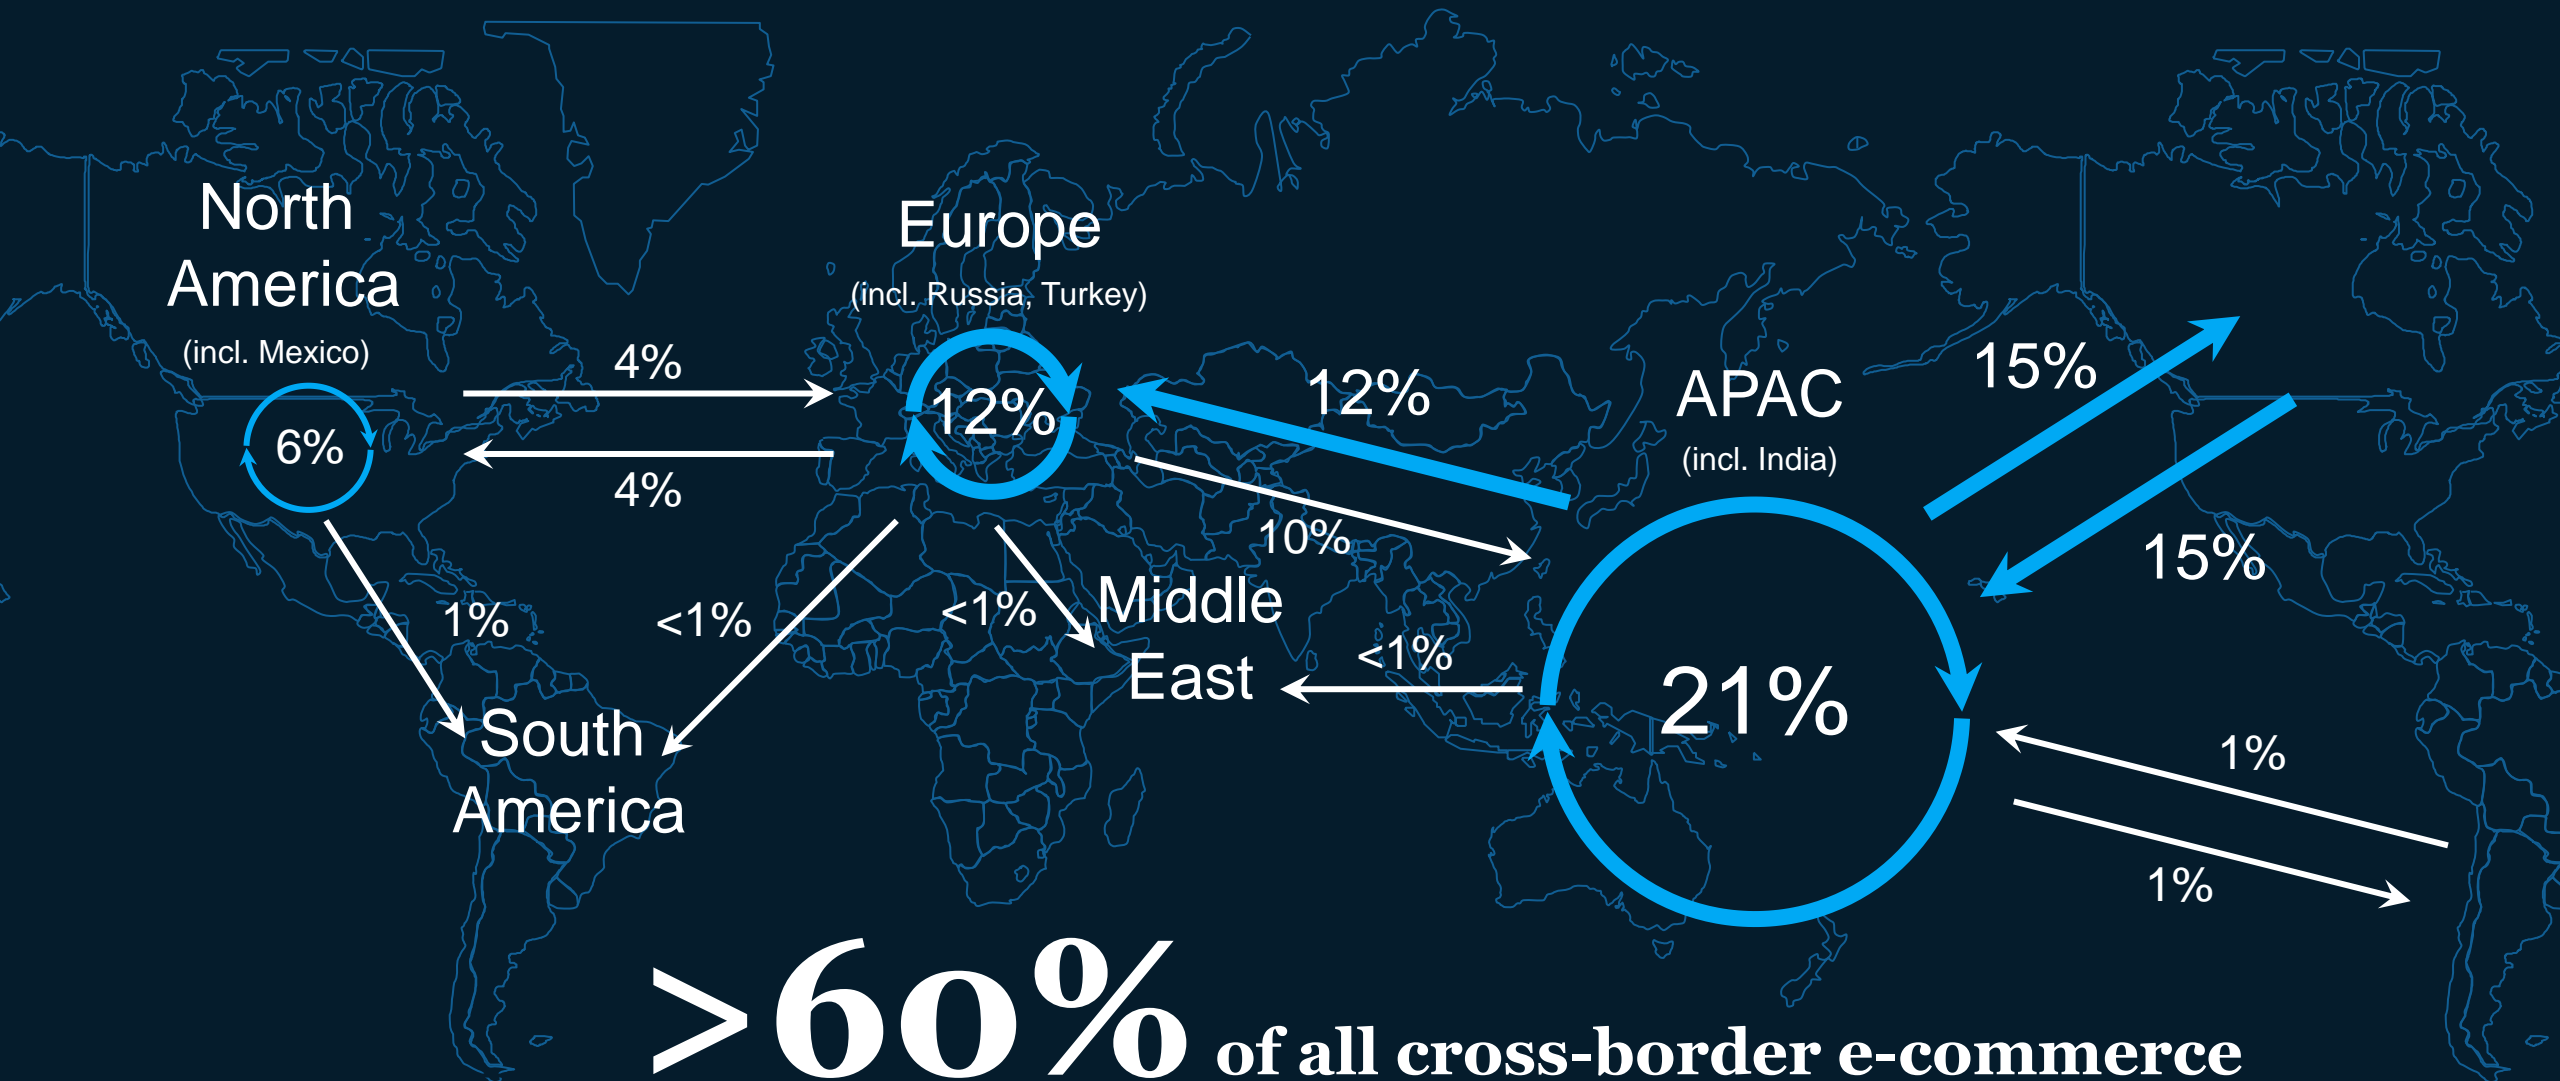 North
America
(incl. Mexico)
6%
4%
4%
Europe
(incl. Russia, Turkey)
12%
12%
10%
APAC
(incl. India)
21%
15%
15%
1%
<1%
<1%
Middle
East
<1%
South
America
1%
1%
>60% of all cross-border e-commerce